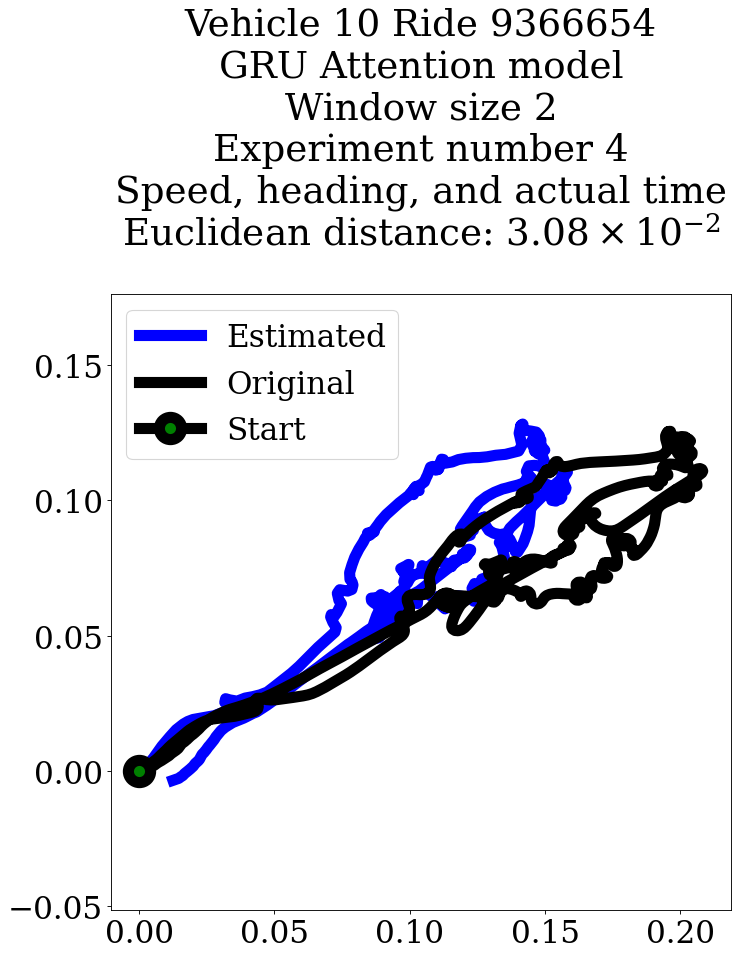 Vehicle 10 Ride 9366654
GRU Attention model
Window size 2
Experiment number 4
Speed, heading, and actual time
Euclidean distance: 3.08 × 10⁻²
Estimated
Original
Start
0.15
0.10
0.05
0.00
−0.05
0.00 0.05 0.10 0.15 0.20